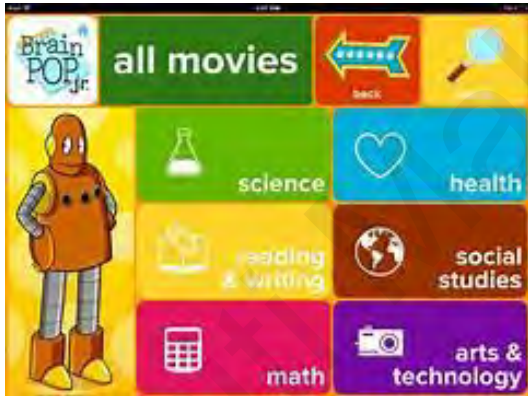 Brain
POP jr.
all movies
back
science
health
reading
& writing
social
studies
math
arts &
technology